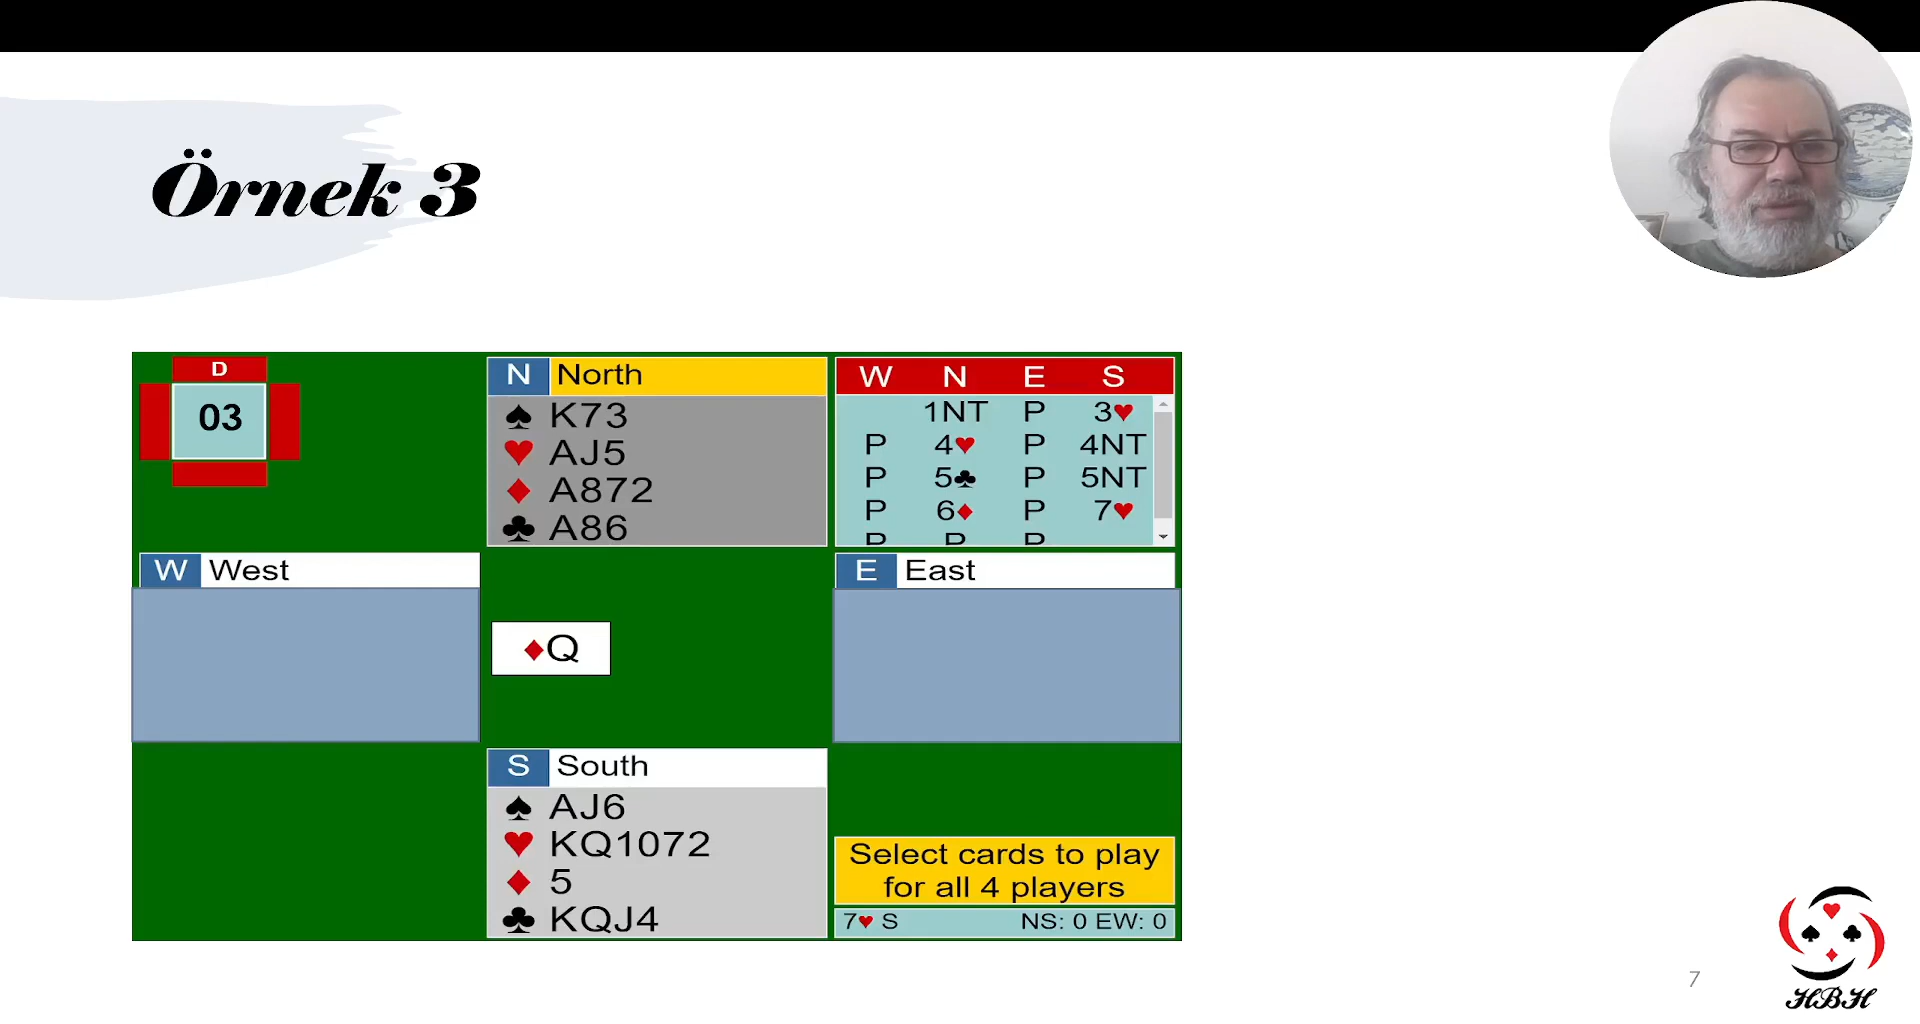 Örnek 3
D
03
N North
♠ K73
♥ AJ5
♦ A872
♣ A86
W N E S
1NT P 3♥
P 4♥ P 4NT
P 5♣ P 5NT
P 6♦ P 7♥
P P P
W West
E East
♦Q
S South
♠ AJ6
♥ KQ1072
♦ 5
♣ KQJ4
Select cards to play
for all 4 players
7♥ S NS: 0 EW: 0
HBH
7